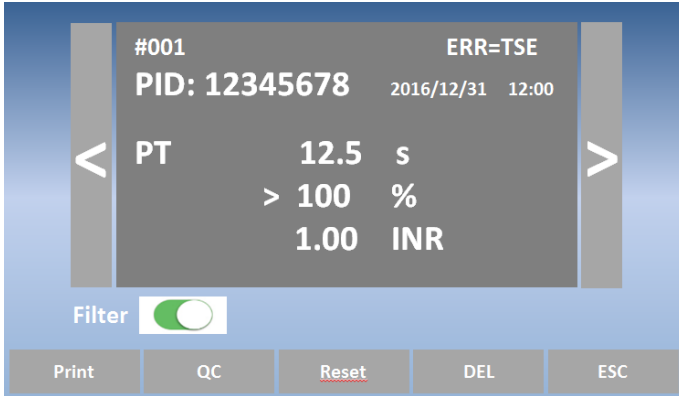 #001 ERR=TSE
PID: 12345678 2016/12/31 12:00
< PT 12.5 s >
> 100 %
1.00 INR
Filter
Print QC Reset DEL ESC